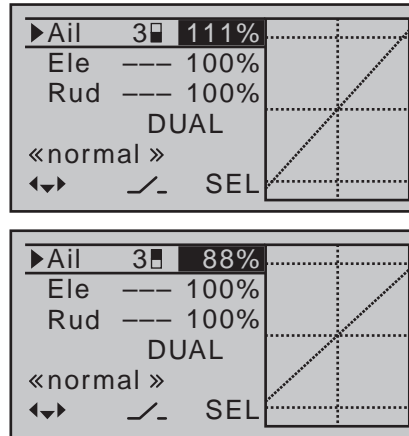 ▶Ail 3 111%
Ele --- 100%
Rud --- 100%
DUAL
«normal »
SEL
▶Ail 3 88%
Ele --- 100%
Rud --- 100%
DUAL
«normal »
SEL